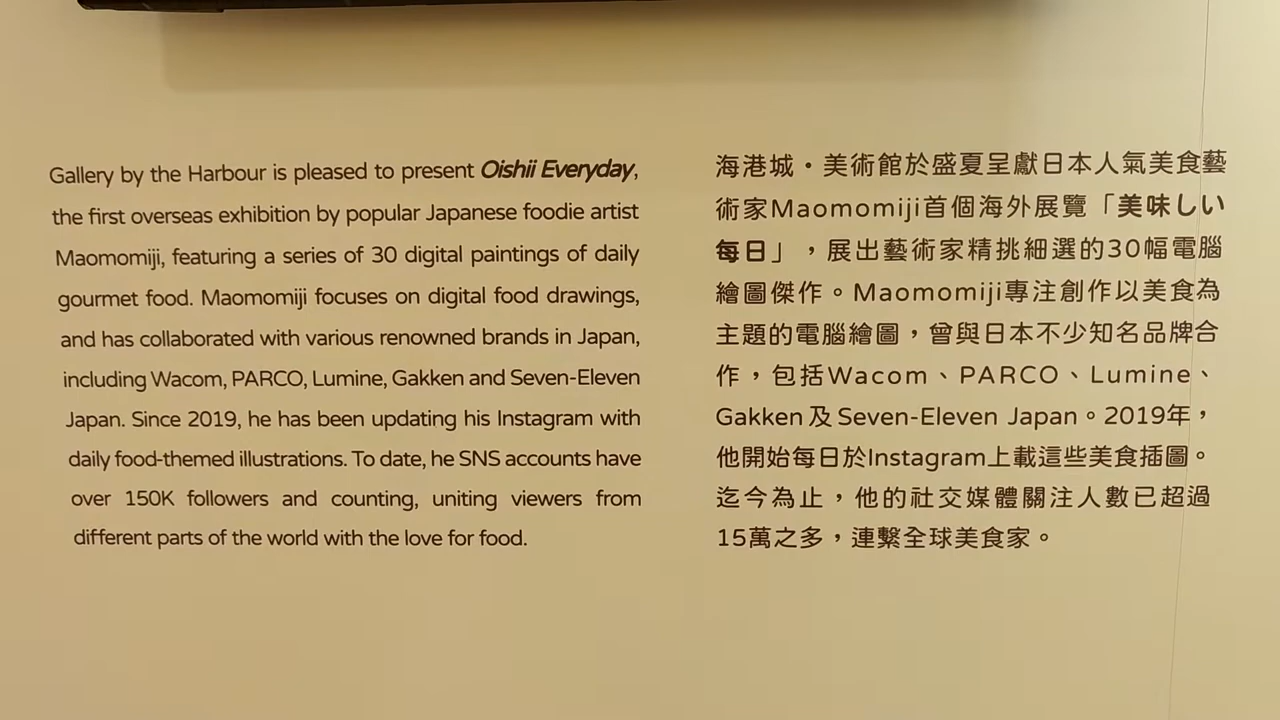 Gallery by the Harbour is pleased to present Oishii Everyday,
the first overseas exhibition by popular Japanese foodie artist
Maomomiji, featuring a series of 30 digital paintings of daily
gourmet food. Maomomiji focuses on digital food drawings,
and has collaborated with various renowned brands in Japan,
including Wacom, PARCO, Lumine, Gakken and Seven-Eleven
Japan. Since 2019, he has been updating his Instagram with
daily food-themed illustrations. To date, he SNS accounts have
over 150K followers and counting, uniting viewers from
different parts of the world with the love for food.
海港城・美術館於盛夏呈獻日本人氣美食藝
術家Maomomiji首個海外展覽「美味しい
每日」，展出藝術家精挑細選的30幅電腦
繪圖傑作。Maomomiji專注創作以美食為
主題的電腦繪圖，曾與日本不少知名品牌合
作，包括Wacom、PARCO、Lumine、
Gakken及Seven-Eleven Japan。2019年，
他開始每日於Instagram上載這些美食插圖。
迄今為止，他的社交媒體關注人數已超過
15萬之多，連繫全球美食家。